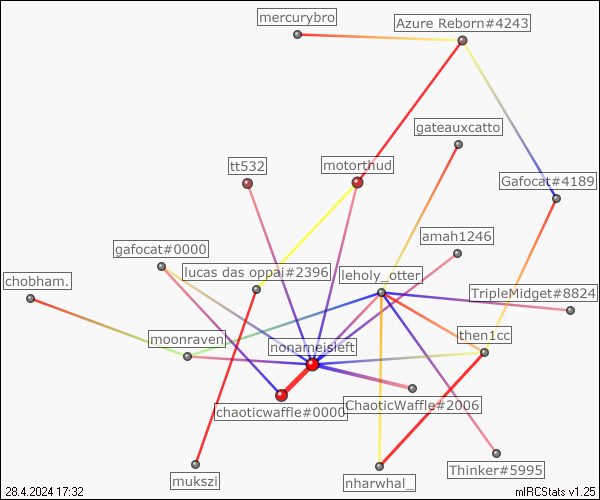 mercurybro
Azure Reborn#4243
gateauxcatto
tt532
motorthud
Gafocat#4189
amah1246
gafocat#0000
lucas das oppai#2396
leholy_otter
chobham.
TripleMidget#8824
moonraven
nonameisleft
then1cc
chaoticwaffle#0000
ChaoticWaffle#2006
mukszi
nharwhal_
Thinker#5995
28.4.2024 17:32
mIRCStats v1.25